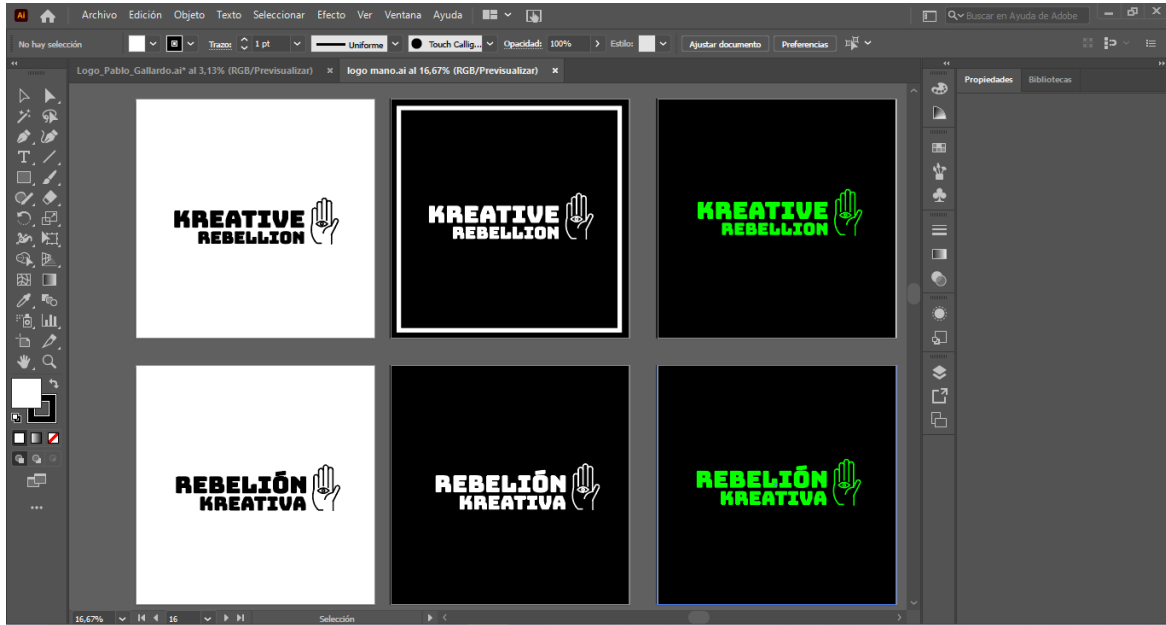 Ai Archivo Edición Objeto Texto Seleccionar Efecto Ver Ventana Ayuda Buscar en Ayuda de Adobe
No hay selección Trazo: 1 pt Uniforme Touch Callig... Opacidad: 100% Estilo: Ajustar documento Preferencias
Logo_Pablo_Gallardo.ai* al 3,13% (RGB/Previsualizar) × logo mano.ai al 16,67% (RGB/Previsualizar) ×
Propiedades Bibliotecas
KREATIVE
REBELLION
KREATIVE
REBELLION
KREATIVE
REBELLION
REBELIÓN
KREATIVA
REBELIÓN
KREATIVA
REBELIÓN
KREATIVA
16,67% 16 Selección